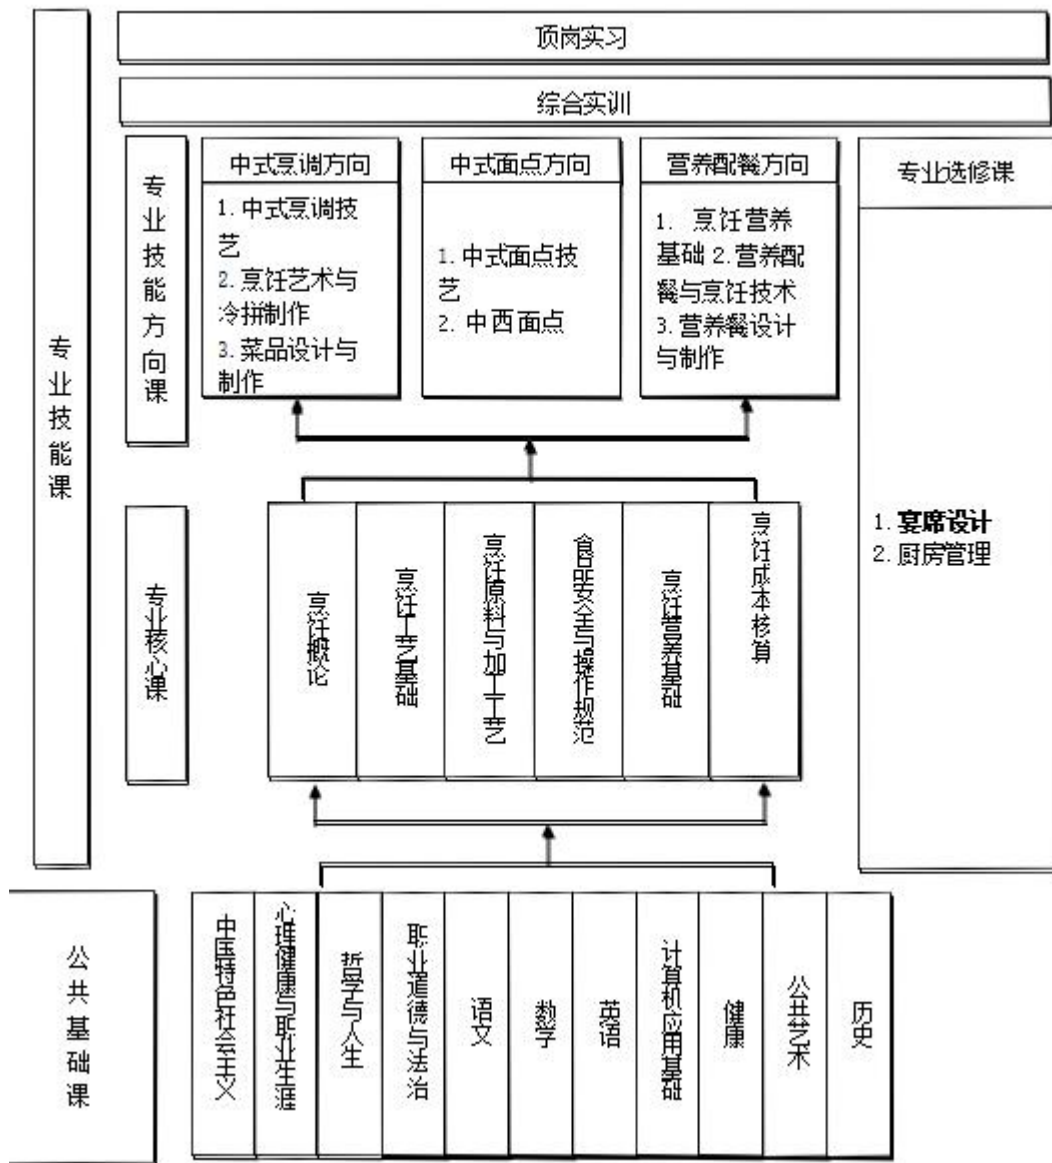 顶岗实习
综合实训
专业技能课
专业技能方向课
中式烹调方向
1.中式烹调技
艺
2.烹饪艺术与
冷拼制作
3.菜品设计与
制作
中式面点方向
1.中式面点技
艺
2.中西面点
营养配餐方向
1. 烹饪营养
基础 2.营养配
餐与烹饪技术
3.营养餐设计
与制作
专业选修课
1.宴席设计
2.厨房管理
专业核心课
烹饪概论
烹饪工艺基础
烹饪原料与加工工艺
食品安全与操作规范
烹饪营养基础
烹饪成本核算
公共基础课
中国特色社会主义
心理健康与职业生涯
哲学与人生
职业道德与法治
语文
数学
英语
计算机应用基础
健康
公共艺术
历史